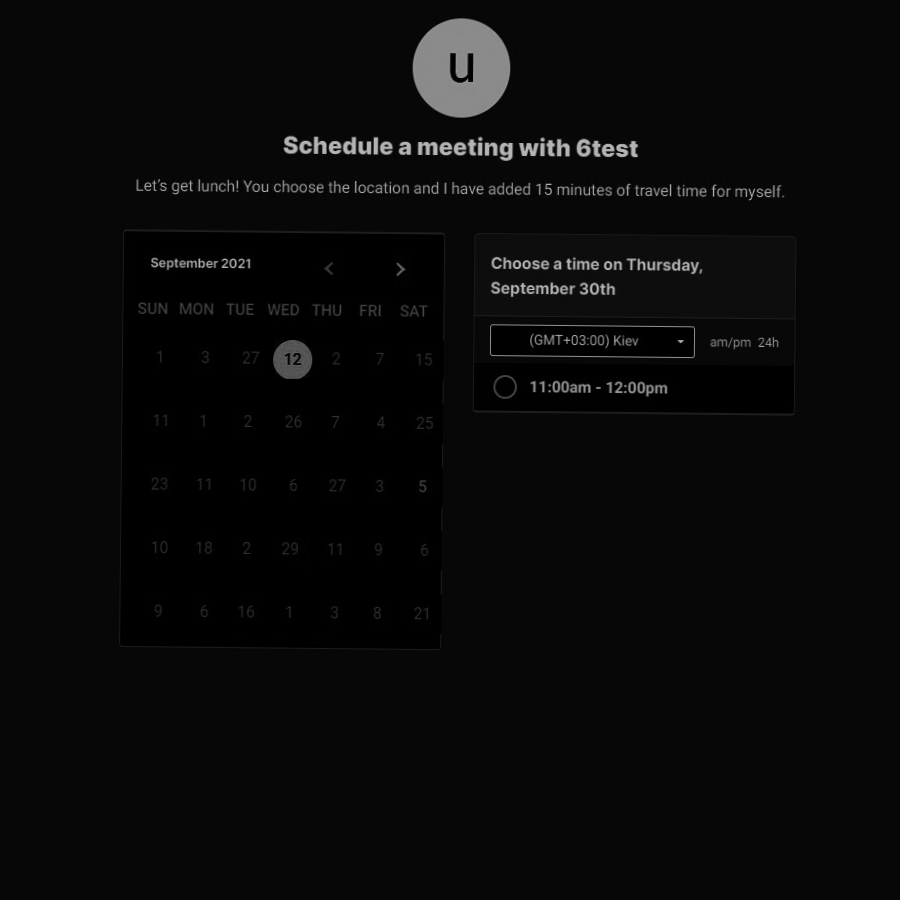 u
Schedule a meeting with 6test
Let's get lunch! You choose the location and I have added 15 minutes of travel time for myself.
September 2021
SUN MON TUE WED THU FRI SAT
1 3 27 12 2 7 15
11 1 2 26 7 4 25
23 11 10 6 27 3 5
10 18 2 29 11 9 6
9 6 16 1 3 8 21
Choose a time on Thursday,
September 30th
(GMT+03:00) Kiev
am/pm 24h
11:00am - 12:00pm